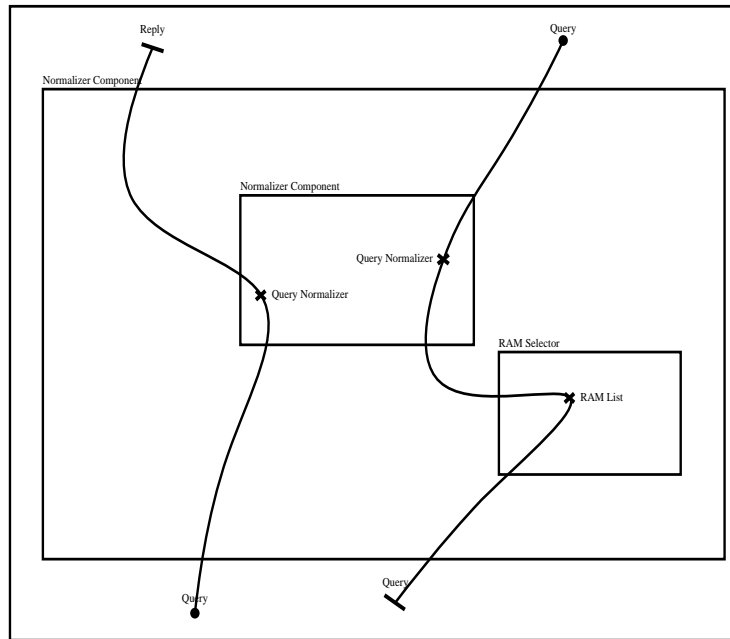 Reply
Query
Normalizer Component
Normalizer Component
Query Normalizer
Query Normalizer
RAM Selector
RAM List
Query
Query